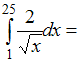 ∫₁²⁵ 2/√x dx =